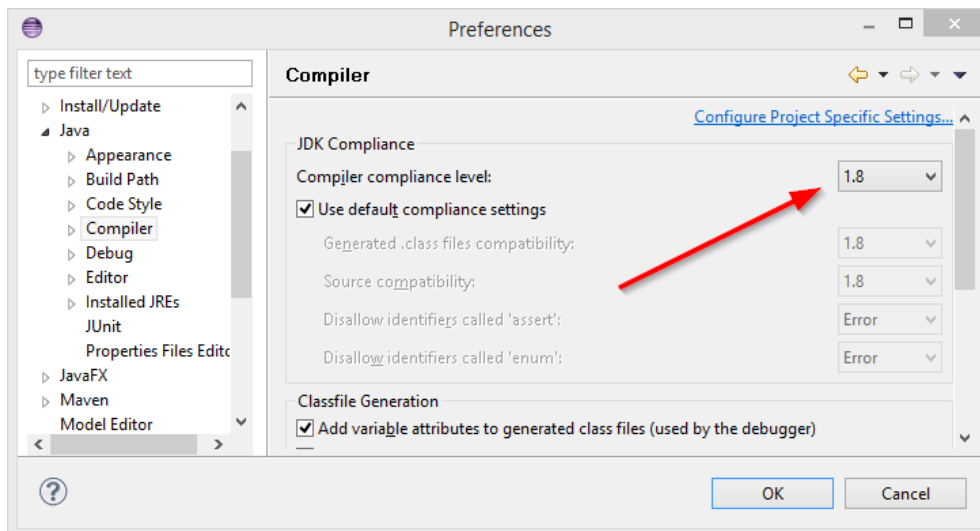 Preferences
type filter text
Install/Update
Java
Appearance
Build Path
Code Style
Compiler
Debug
Editor
Installed JREs
JUnit
Properties Files Editc
JavaFX
Maven
Model Editor
Compiler
Configure Project Specific Settings...
JDK Compliance
Compiler compliance level: 1.8
Use default compliance settings
Generated .class files compatibility: 1.8
Source compatibility: 1.8
Disallow identifiers called 'assert': Error
Disallow identifiers called 'enum': Error
Classfile Generation
Add variable attributes to generated class files (used by the debugger)
OK Cancel